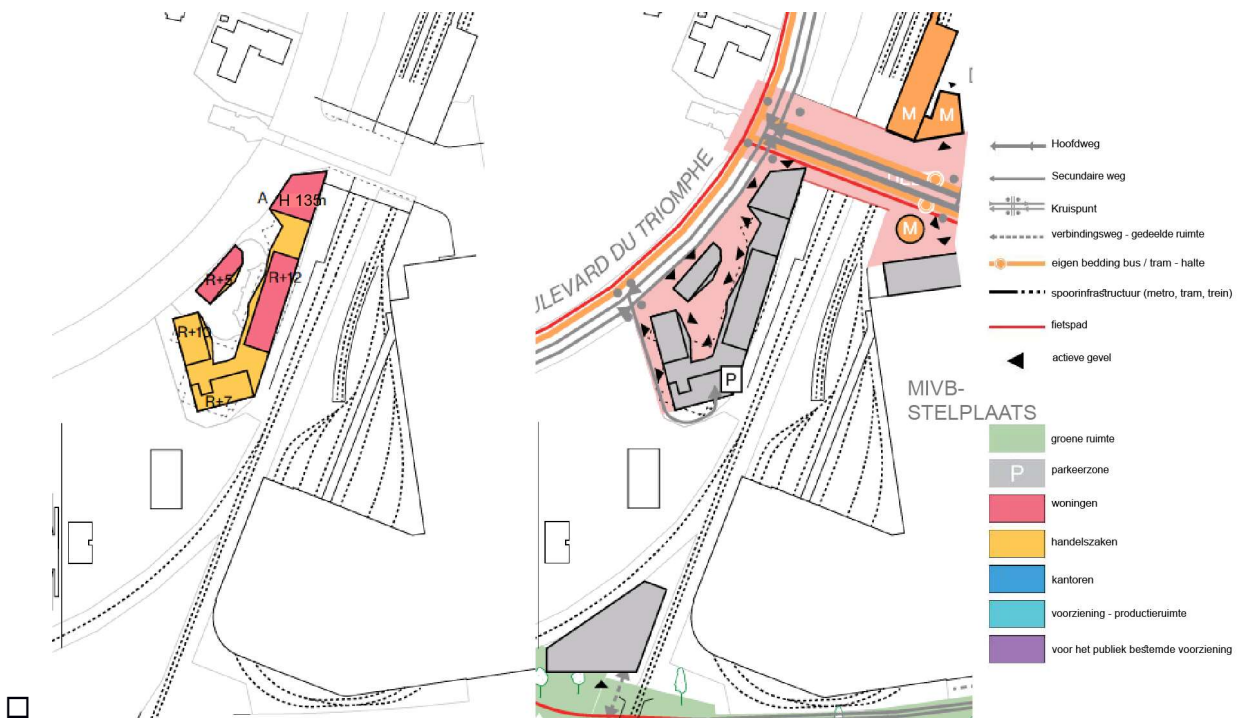 A
H 135m
R+5
R+12
R+10
R+7
M
M
M
P
BOULEVARD DU TRIOMPHE
MIVB-
STELPLAATS
Hoofdweg
Secundaire weg
Kruispunt
verbindingsweg - gedeelde ruimte
eigen bedding bus / tram - halte
spoorinfrastructuur (metro, tram, trein)
fietspad
actieve gevel
groene ruimte
P
parkeerzone
woningen
handelszaken
kantoren
voorziening - productieruimte
voor het publiek bestemde voorziening